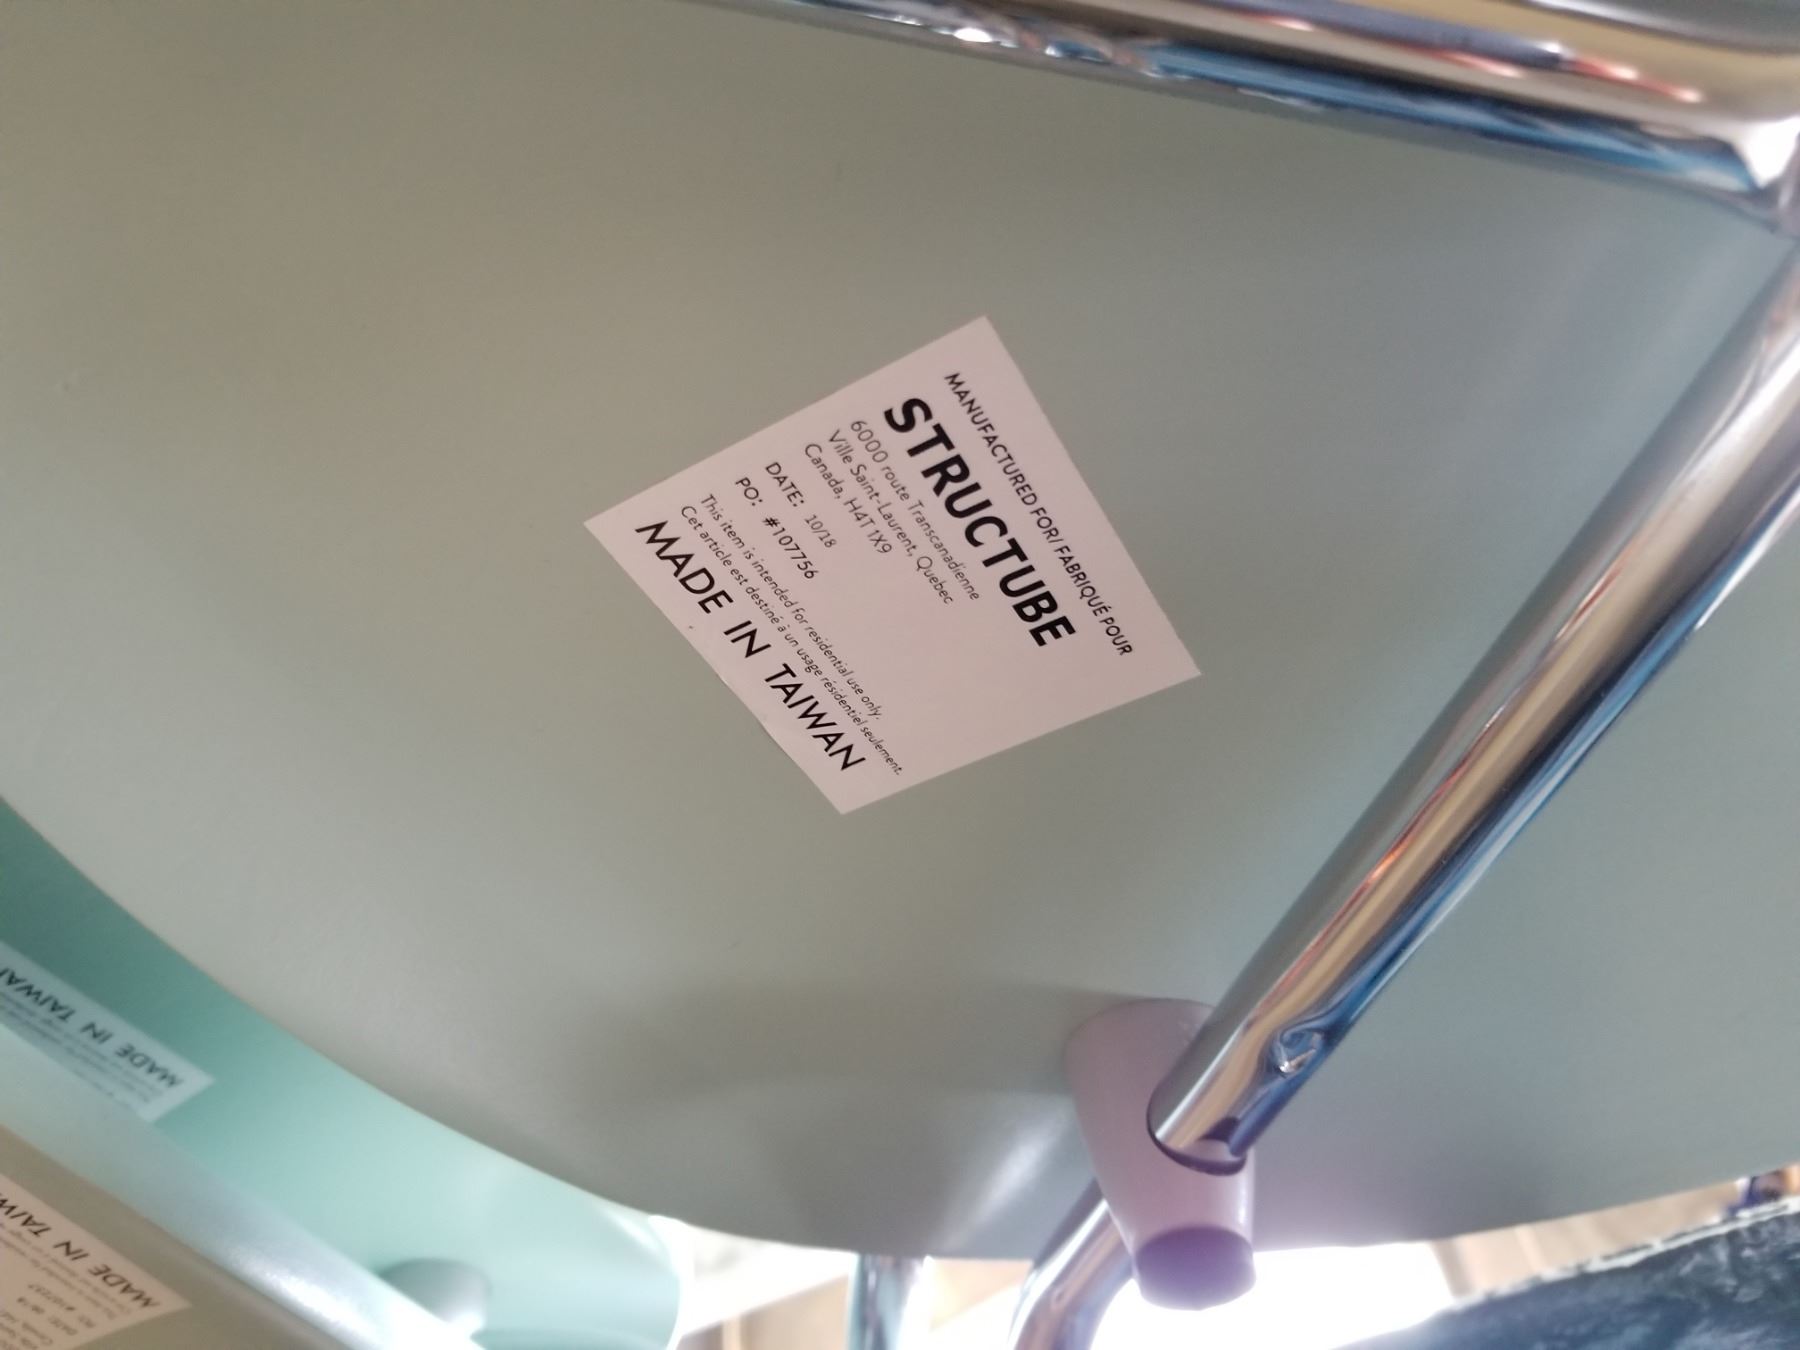 MANUFACTURED FOR/ FABRIQUÉ POUR
STRUCTUBE
6000 route Transcanadienne
Ville Saint-Laurent, Quebec
Canada, H4T 1X9
DATE: 10/18
PO: #107756
This item is intended for residential use only.
Cet article est destiné à un usage résidentiel seulement.
MADE IN TAIWAN
MADE IN TAIWAN
MADE IN